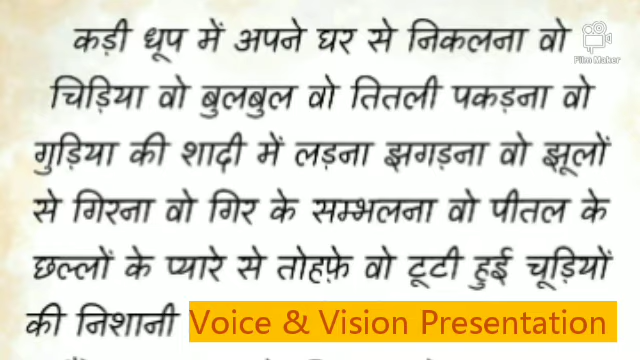 कड़ी धूप में अपने घर से निकलना वो
Film Maker
चिड़िया वो बुलबुल वो तितली पकड़ना वो
गुड़िया की शादी में लड़ना झगड़ना वो झूलों
से गिरना वो गिर के सम्भलना वो पीतल के
छल्लों के प्यारे से तोहफ़े वो टूटी हुई चूड़ियों
की निशानी Voice & Vision Presentation